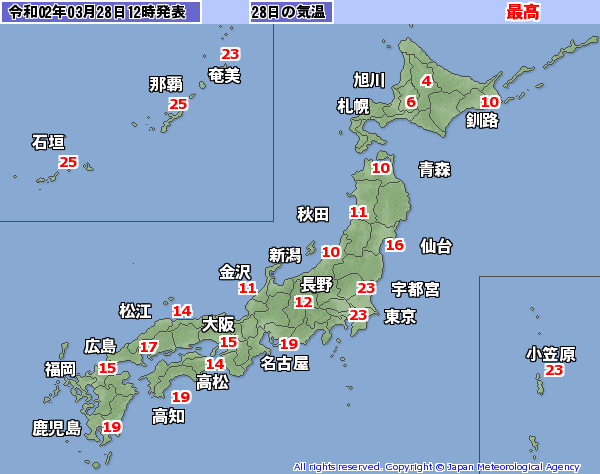 令和02年03月28日12時発表 28日の気温 最高
23
奄美
那覇
25
石垣
25
旭川
4
札幌
6
10
釧路
10
青森
秋田
11
16
仙台
新潟
10
金沢
11
長野
12
23
宇都宮
23
東京
松江
14
大阪
15
19
名古屋
広島
17
福岡
15
14
高松
19
高知
鹿児島
19
小笠原
23
All rights reserved. Copyright © Japan Meteorological Agency